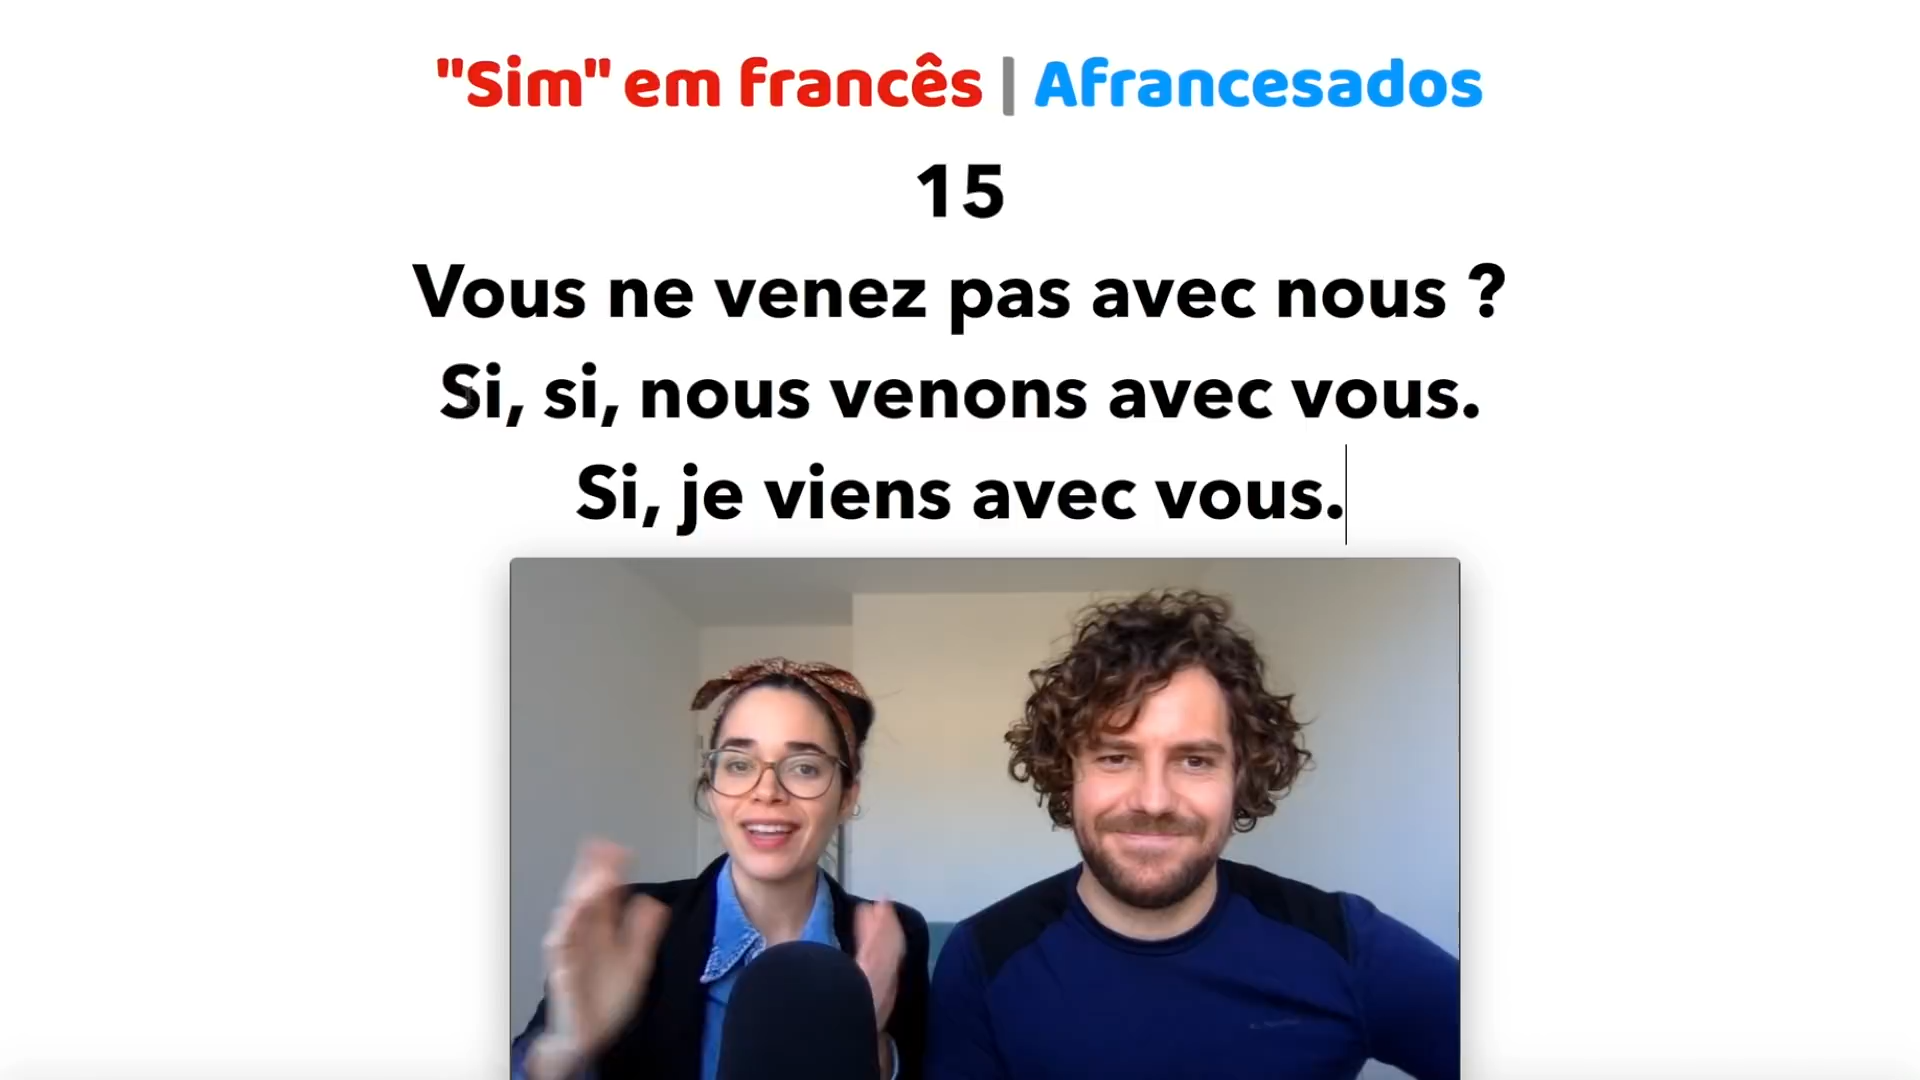 "Sim" em francês | Afrancesados
15
Vous ne venez pas avec nous ?
Si, si, nous venons avec vous.
Si, je viens avec vous.